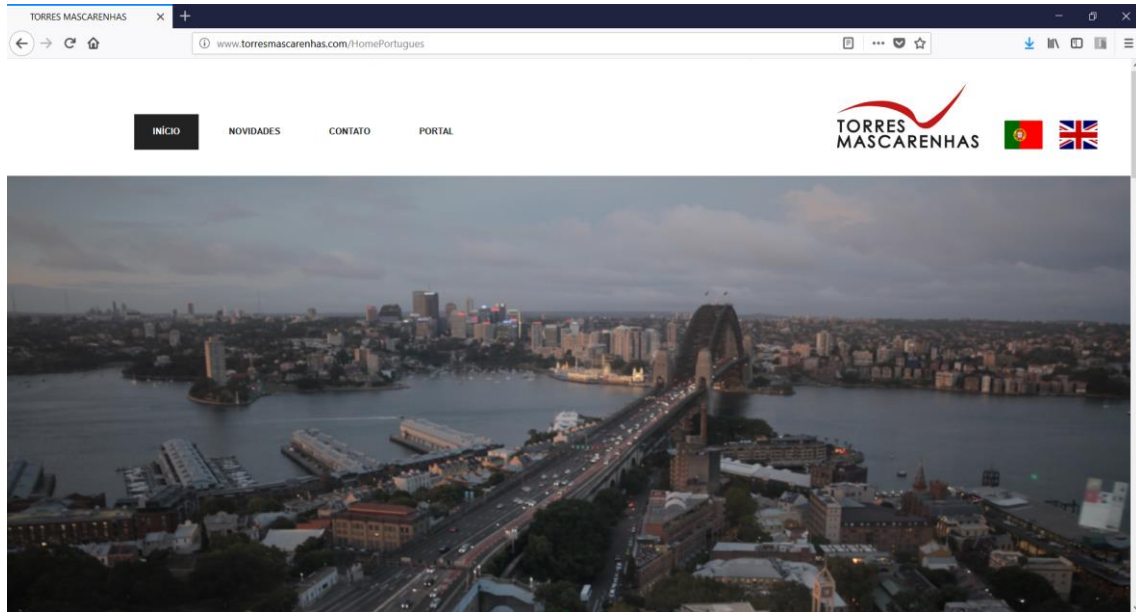 TORRES MASCARENHAS
www.torresmascarenhas.com/HomePortugues
INÍCIO NOVIDADES CONTATO PORTAL
TORRES
MASCARENHAS